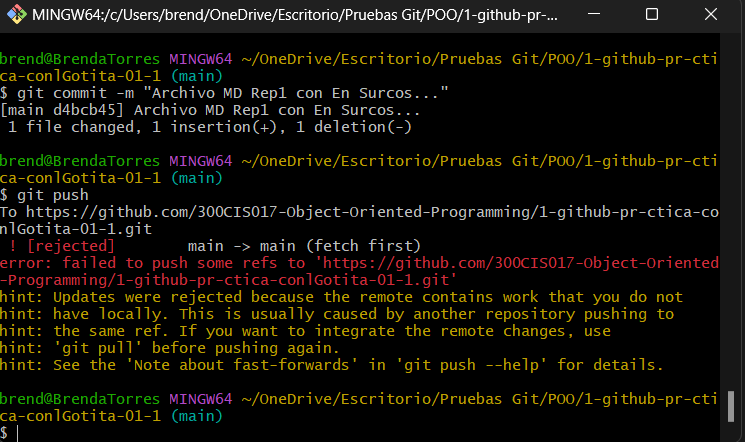 MINGW64:/c/Users/brend/OneDrive/Escritorio/Pruebas Git/POO/1-github-pr-...
brend@BrendaTorres MINGW64 ~/OneDrive/Escritorio/Pruebas Git/POO/1-github-pr-cti
ca-conlGotita-01-1 (main)
$ git commit -m "Archivo MD Rep1 con En Surcos..."
[main d4bcb45] Archivo MD Rep1 con En Surcos...
 1 file changed, 1 insertion(+), 1 deletion(-)
brend@BrendaTorres MINGW64 ~/OneDrive/Escritorio/Pruebas Git/POO/1-github-pr-cti
ca-conlGotita-01-1 (main)
$ git push
To https://github.com/300CIS017-Object-Oriented-Programming/1-github-pr-ctica-co
nlGotita-01-1.git
 ! [rejected]        main -> main (fetch first)
error: failed to push some refs to 'https://github.com/300CIS017-Object-Oriented
-Programming/1-github-pr-ctica-conlGotita-01-1.git'
hint: Updates were rejected because the remote contains work that you do not
hint: have locally. This is usually caused by another repository pushing to
hint: the same ref. If you want to integrate the remote changes, use
hint: 'git pull' before pushing again.
hint: See the 'Note about fast-forwards' in 'git push --help' for details.
brend@BrendaTorres MINGW64 ~/OneDrive/Escritorio/Pruebas Git/POO/1-github-pr-cti
ca-conlGotita-01-1 (main)
$